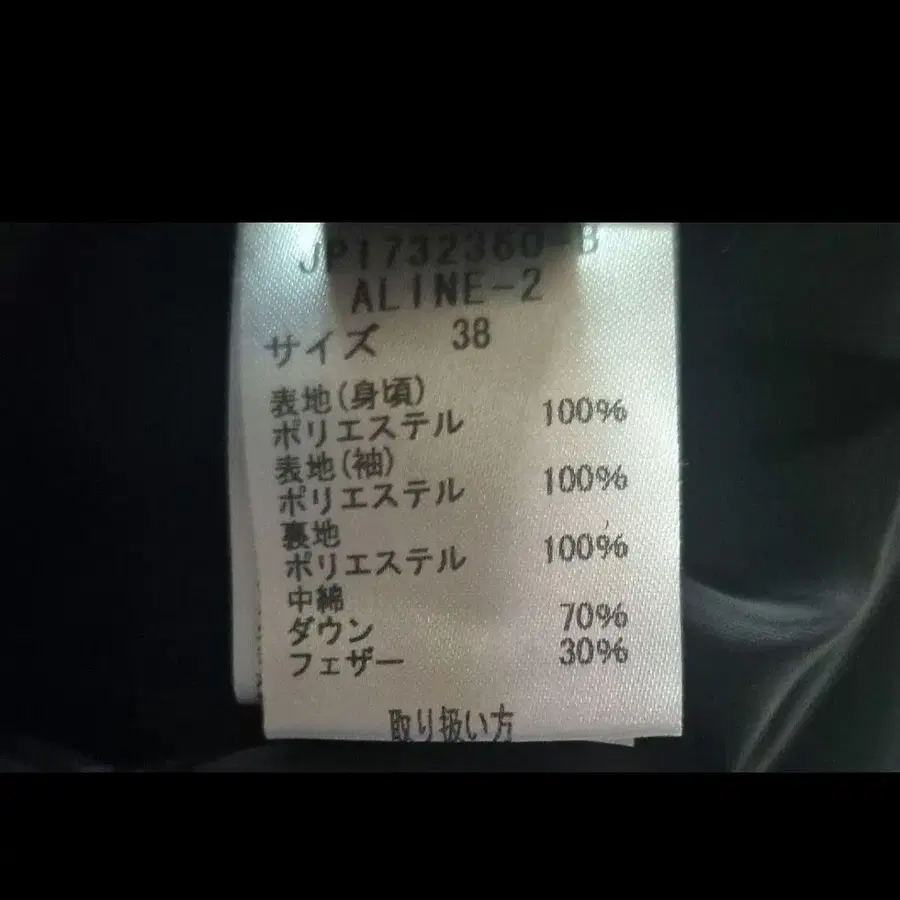 JP1732360-B
ALINE-2
サイズ 38
表地(身頃)
ポリエステル 100%
表地(袖)
ポリエステル 100%
裏地
ポリエステル 100%
中綿
ダウン 70%
フェザー 30%
取り扱い方